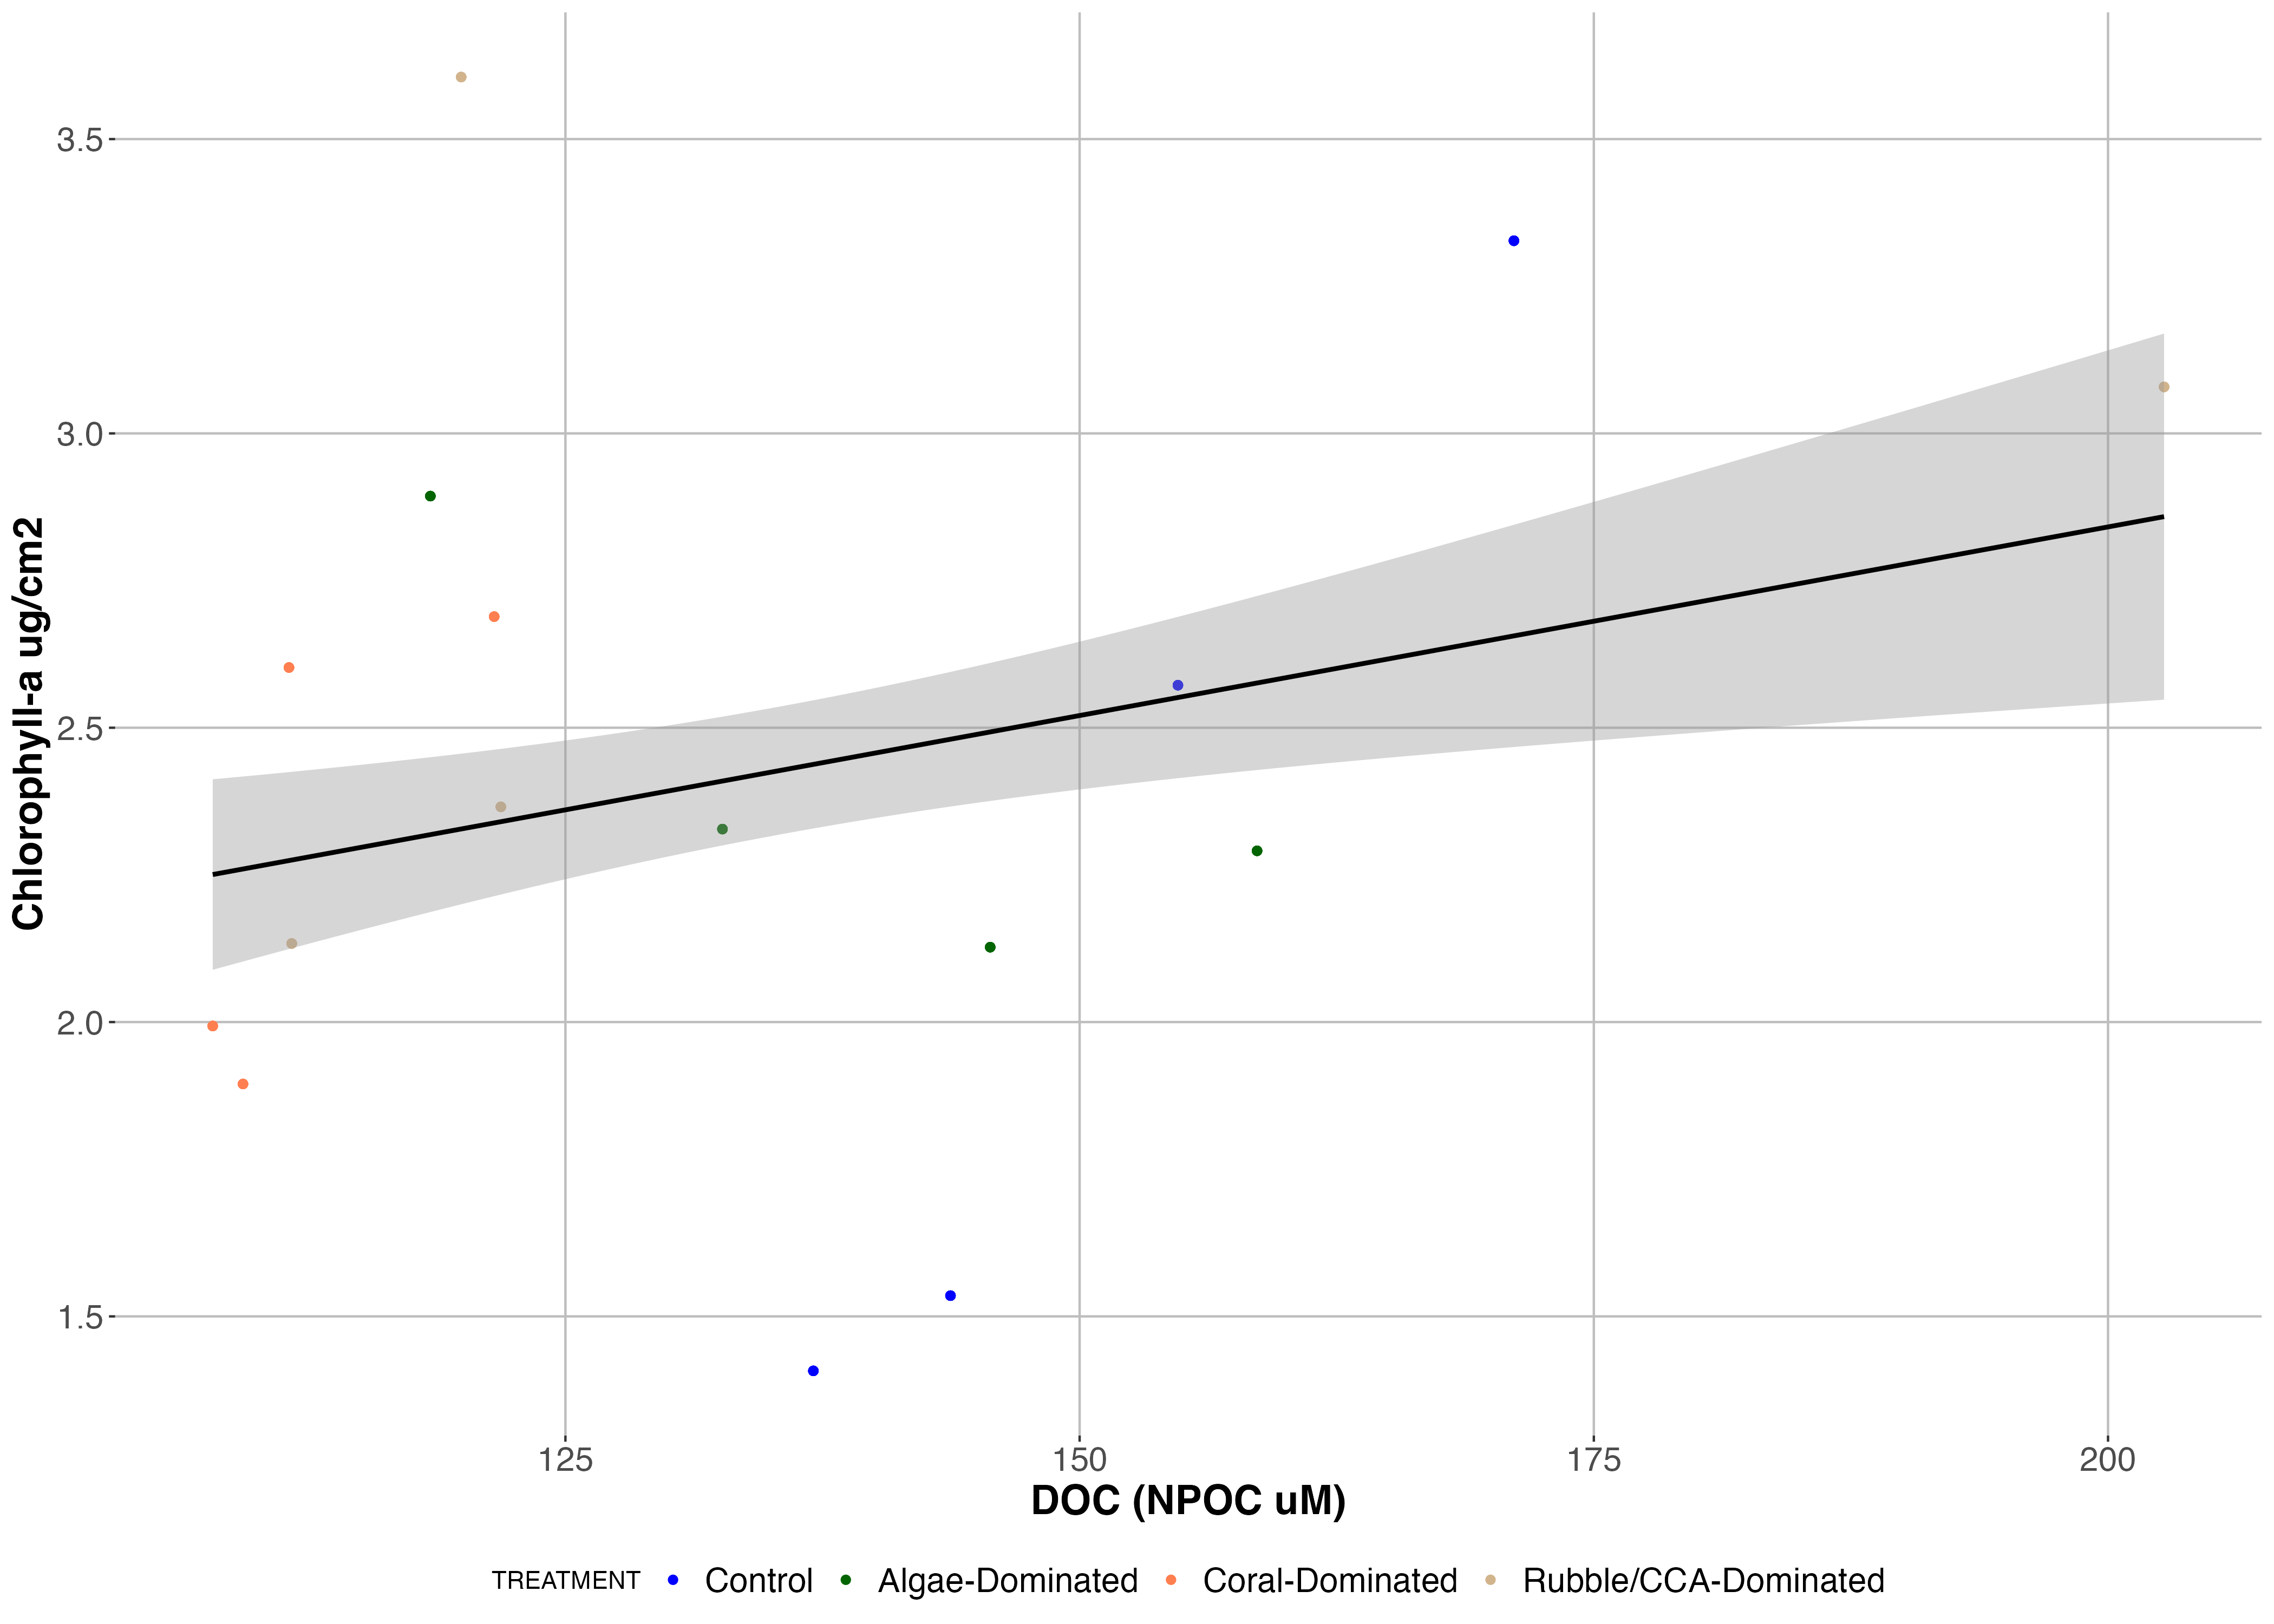 3.5
3.0
2.5
2.0
1.5
Chlorophyll-a ug/cm2
125 150 175 200
DOC (NPOC uM)
TREATMENT Control Algae-Dominated Coral-Dominated Rubble/CCA-Dominated